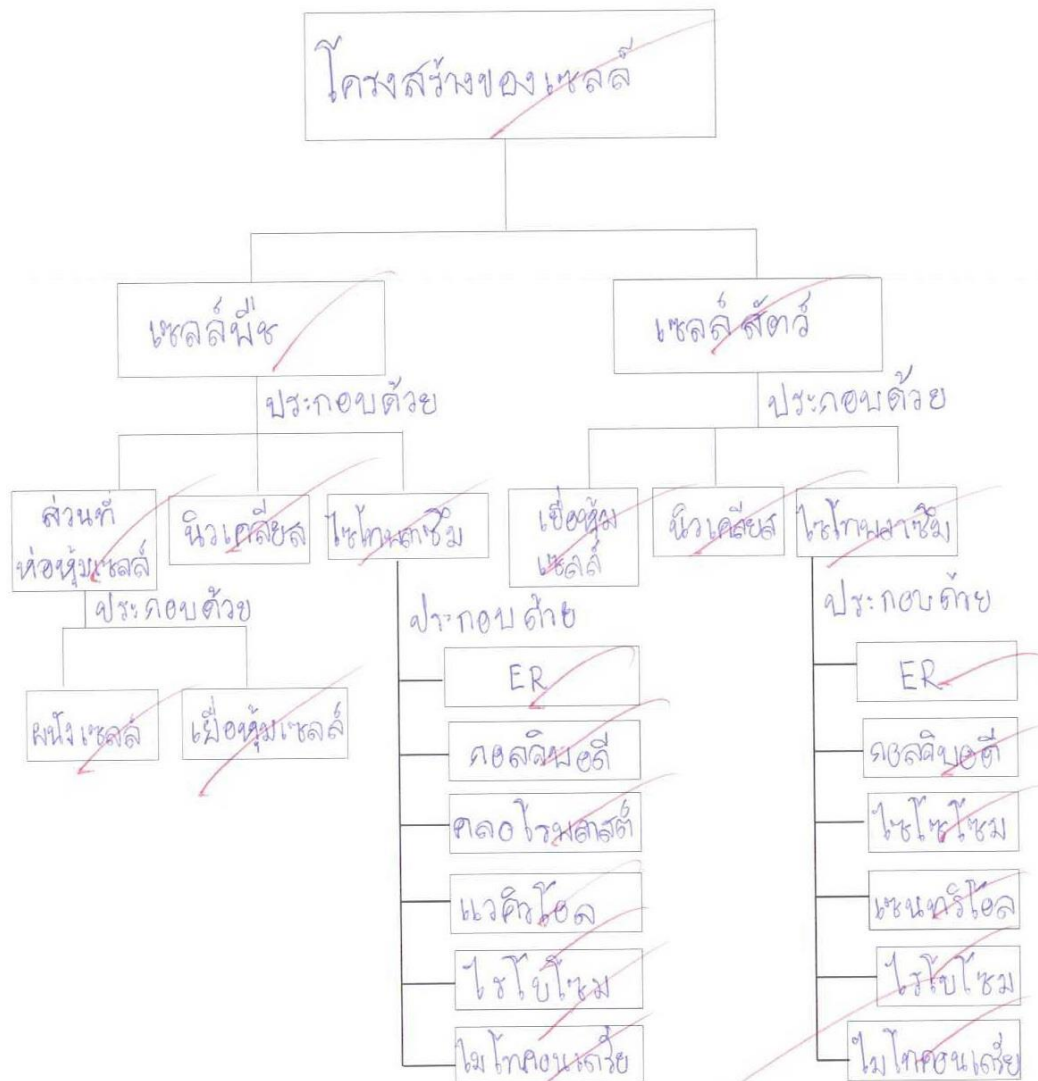 โครงสร้างของเซลล์
เซลล์พืช
เซลล์สัตว์
ประกอบด้วย
ประกอบด้วย
ส่วนที่
ห่อหุ้มเซลล์
นิวเคลียส
ไซโทพลาซึม
เยื่อหุ้ม
เซลล์
นิวเคลียส
ไซโทพลาซึม
ประกอบด้วย
ประกอบด้วย
ประกอบด้วย
ผนังเซลล์
เยื่อหุ้มเซลล์
ER
กอลจิบอดี
คลอโรพลาสต์
แวคิวโอล
ไรโบโซม
ไมโทคอนเดรีย
ER
กอลจิบอดี
ไซโซโซม
เซนทริโอล
ไรโบโซม
ไมโทคอนเดรีย